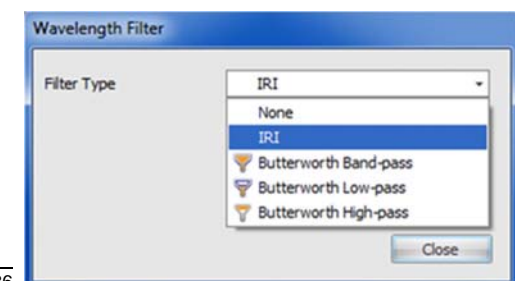 Wavelength Filter
Filter Type
IRI
None
IRI
Butterworth Band-pass
Butterworth Low-pass
Butterworth High-pass
Close